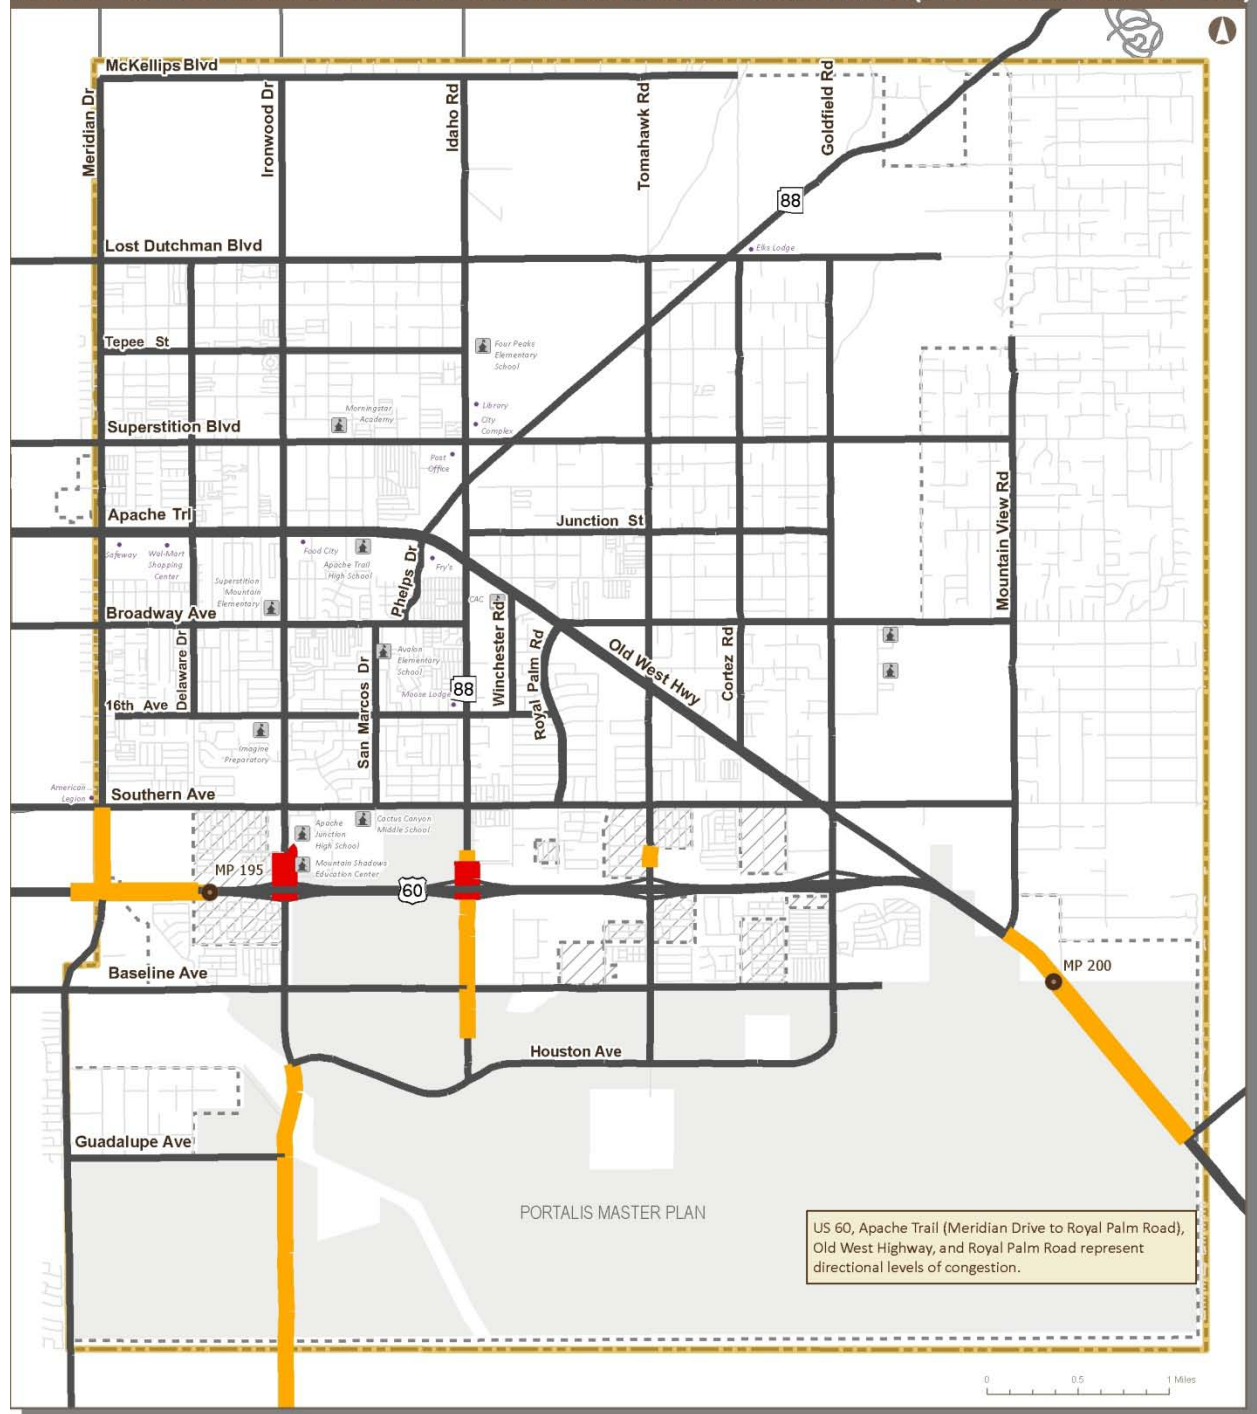 McKellips Blvd
Meridian Dr
Ironwood Dr
Idaho Rd
Tomahawk Rd
Goldfield Rd
88
Lost Dutchman Blvd
Elks Lodge
Tepee St
Four Peaks
Elementary
School
Morningstar
Academy
Library
City
Complex
Superstition Blvd
Post
Office
Mountain View Rd
Apache Trl
Junction St
Safeway
Wal-Mart
Shopping
Center
Food City
Apache Trail
High School
Phelps Dr
Fry's
Superstition
Mountain
Elementary
CAC
Broadway Ave
Delaware Dr
San Marcos Dr
Avalon
Elementary
School
Moose Lodge
88
Winchester Rd
Royal Palm Rd
Old West Hwy
Cortez Rd
16th Ave
Imagine
Preparatory
American
Legion
Southern Ave
Apache
Junction
High School
Cactus Canyon
Middle School
MP 195
Mountain Shadows
Education Center
60
Baseline Ave
MP 200
Houston Ave
Guadalupe Ave
PORTALIS MASTER PLAN
US 60, Apache Trail (Meridian Drive to Royal Palm Road),
Old West Highway, and Royal Palm Road represent
directional levels of congestion.
0 0.5 1 Miles